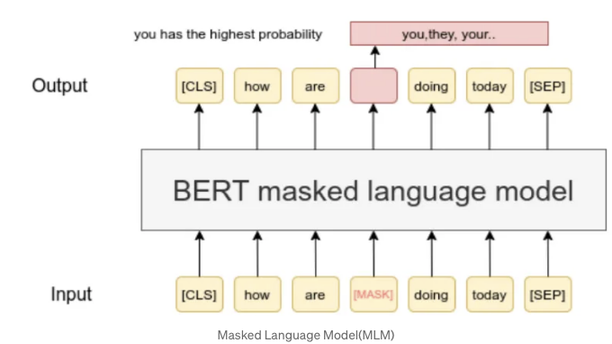 you has the highest probability you,they, your..
Output [CLS] how are doing today [SEP]
BERT masked language model
Input [CLS] how are [MASK] doing today [SEP]
Masked Language Model(MLM)